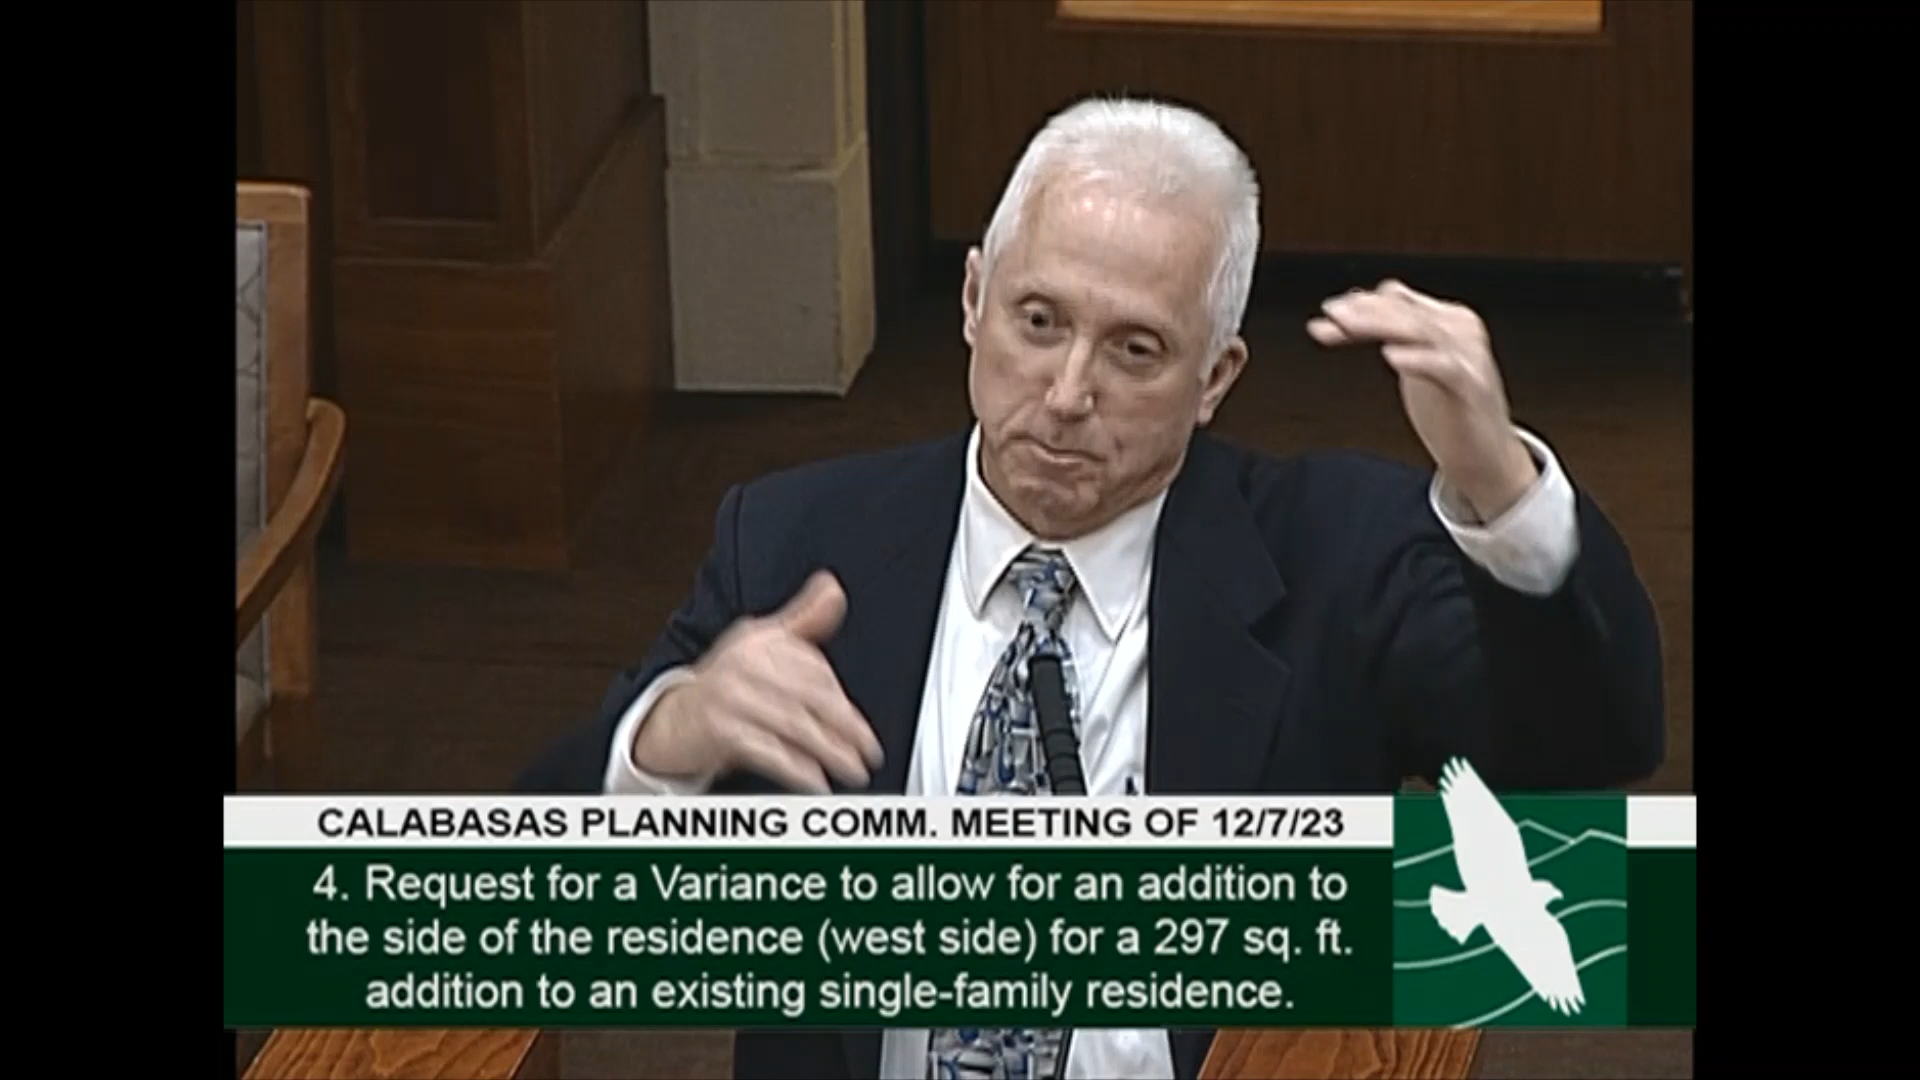 CALABASAS PLANNING COMM. MEETING OF 12/7/23
4. Request for a Variance to allow for an addition to
the side of the residence (west side) for a 297 sq. ft.
addition to an existing single-family residence.